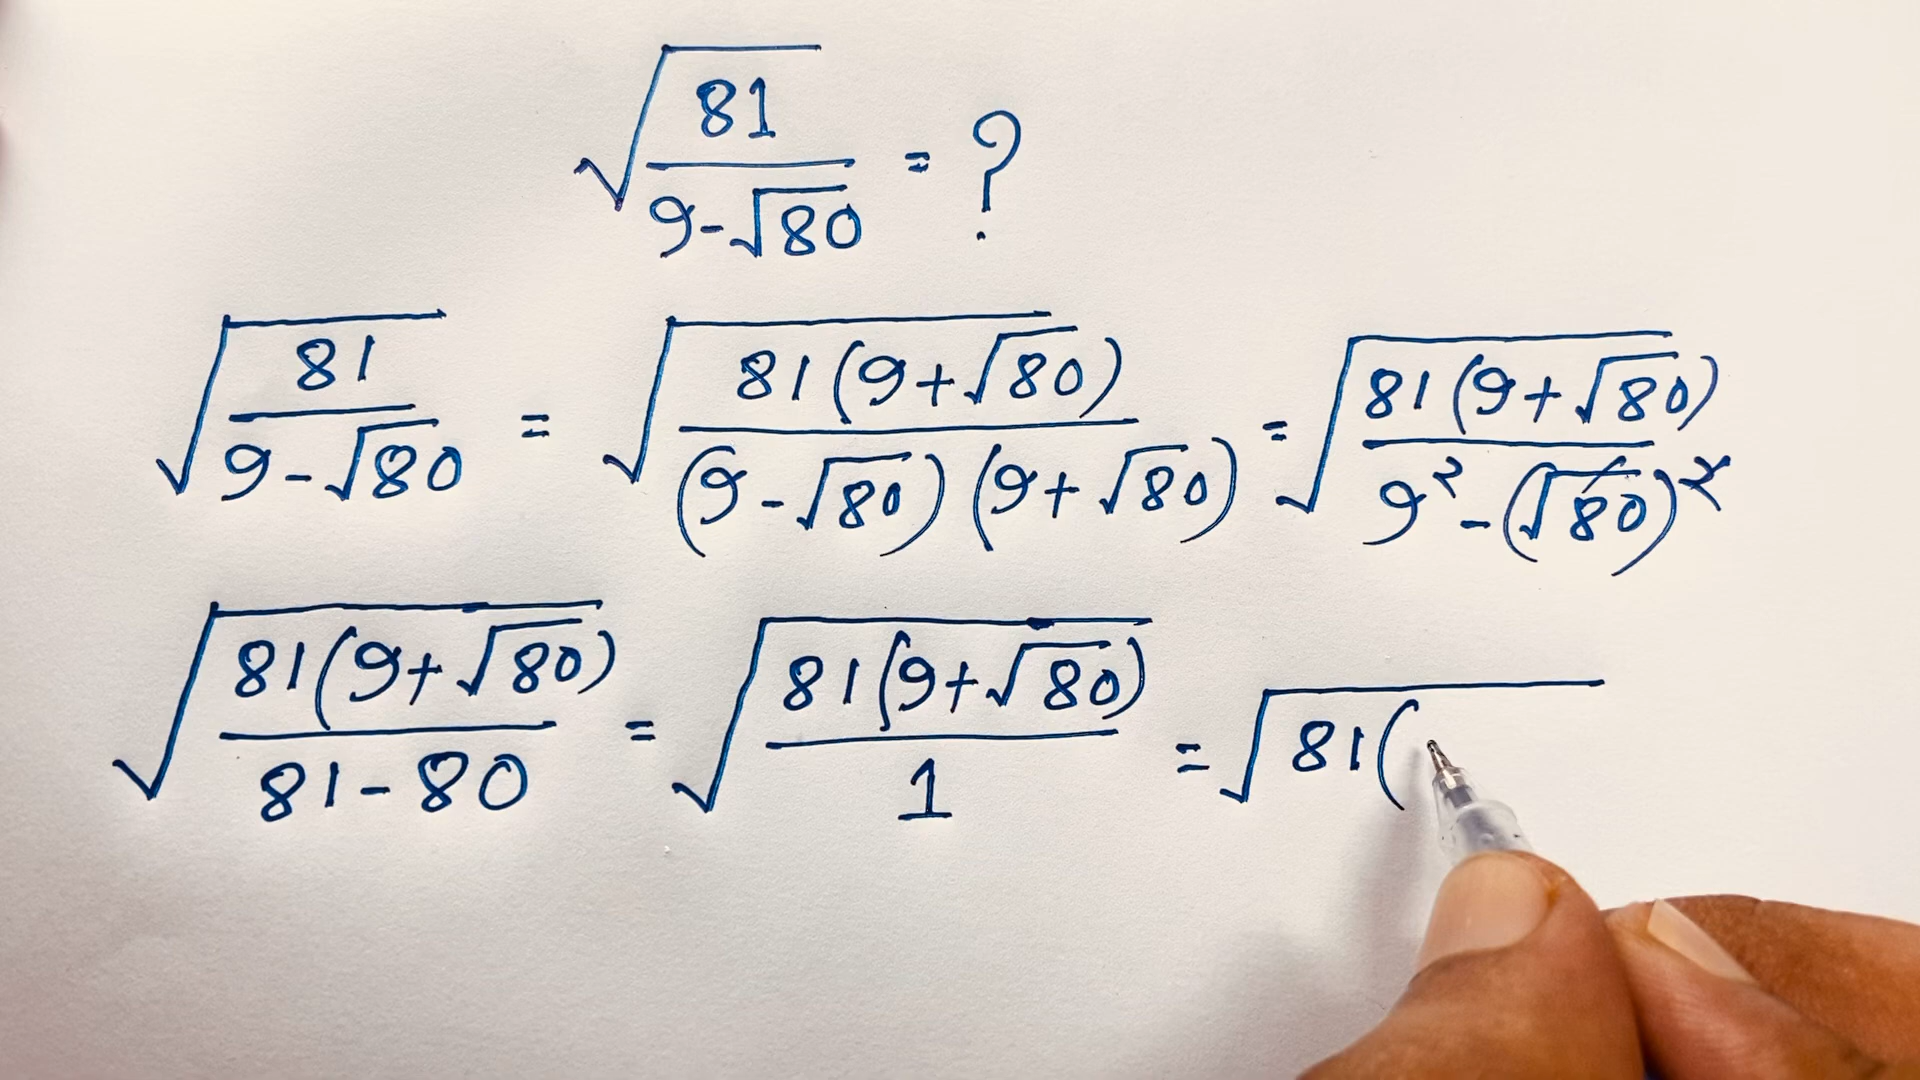 √(81/(9-√80)) = ?
√(81/(9-√80)) = √(81(9+√80)/((9-√80)(9+√80))) = √(81(9+√80)/(9²-(√80)²))
√(81(9+√80)/(81-80)) = √(81(9+√80)/1) = √(81(